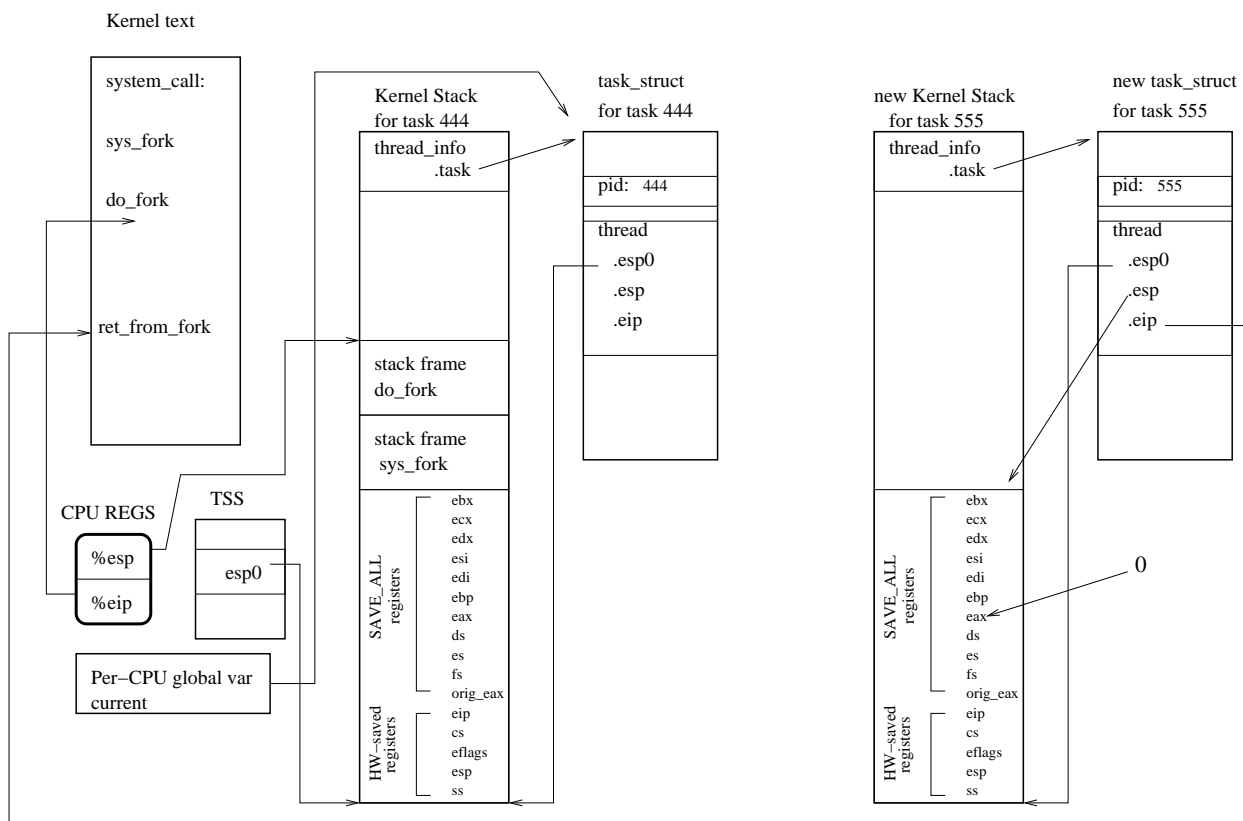 Kernel text
system_call:
sys_fork
do_fork
ret_from_fork
CPU REGS
%esp
%eip
TSS
esp0
Per−CPU global var
current
Kernel Stack
for task 444
thread_info
.task
stack frame
do_fork
stack frame
sys_fork
SAVE_ALL
registers
ebx
ecx
edx
esi
edi
ebp
eax
ds
es
fs
orig_eax
HW−saved
registers
eip
cs
eflags
esp
ss
task_struct
for task 444
pid: 444
thread
.esp0
.esp
.eip
new Kernel Stack
for task 555
thread_info
.task
SAVE_ALL
registers
ebx
ecx
edx
esi
edi
ebp
eax
ds
es
fs
orig_eax
HW−saved
registers
eip
cs
eflags
esp
ss
new task_struct
for task 555
pid: 555
thread
.esp0
.esp
.eip
0